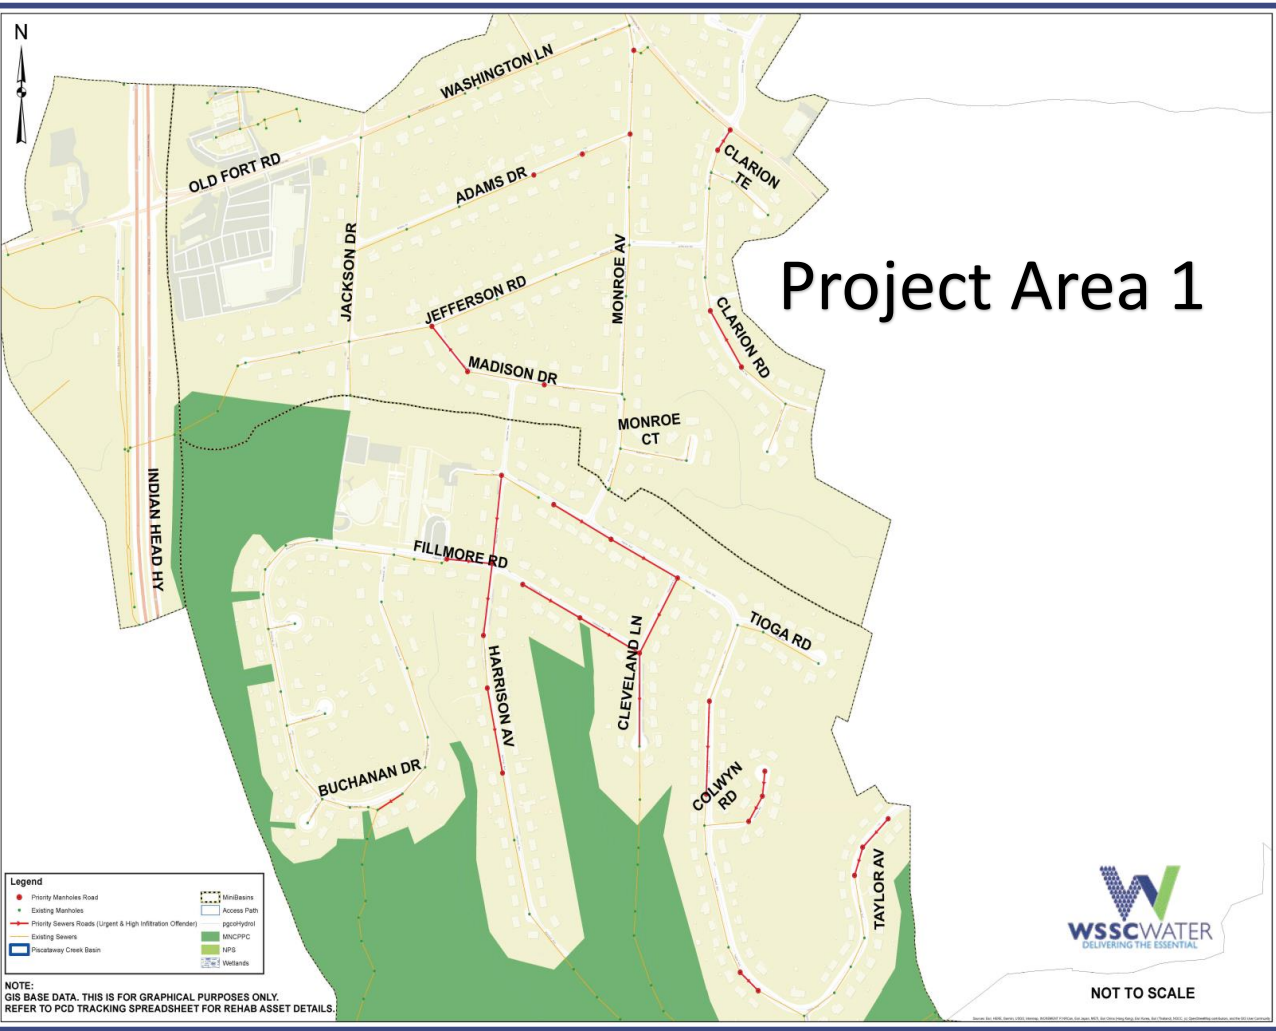 N
WASHINGTON LN
OLD FORT RD
ADAMS DR
CLARION
TE
JACKSON DR
MONROE AV
JEFFERSON RD
Project Area 1
CLARION RD
MADISON DR
MONROE
CT
INDIAN HEAD HY
FILLMORE RD
TIOGA RD
CLEVELAND LN
HARRISON AV
BUCHANAN DR
COLWYN
RD
TAYLOR AV
Legend
Priority Manholes Road
Existing Manholes
Priority Sewers Roads (Urgent & High Infiltration Offender)
Existing Sewers
Piscataway Creek Basin
MiniBasins
Access Path
pgcoHydrol
MNCPPC
NPS
Wetlands
NOTE:
GIS BASE DATA. THIS IS FOR GRAPHICAL PURPOSES ONLY.
REFER TO PCD TRACKING SPREADSHEET FOR REHAB ASSET DETAILS.
WSSCWATER
DELIVERING THE ESSENTIAL
NOT TO SCALE